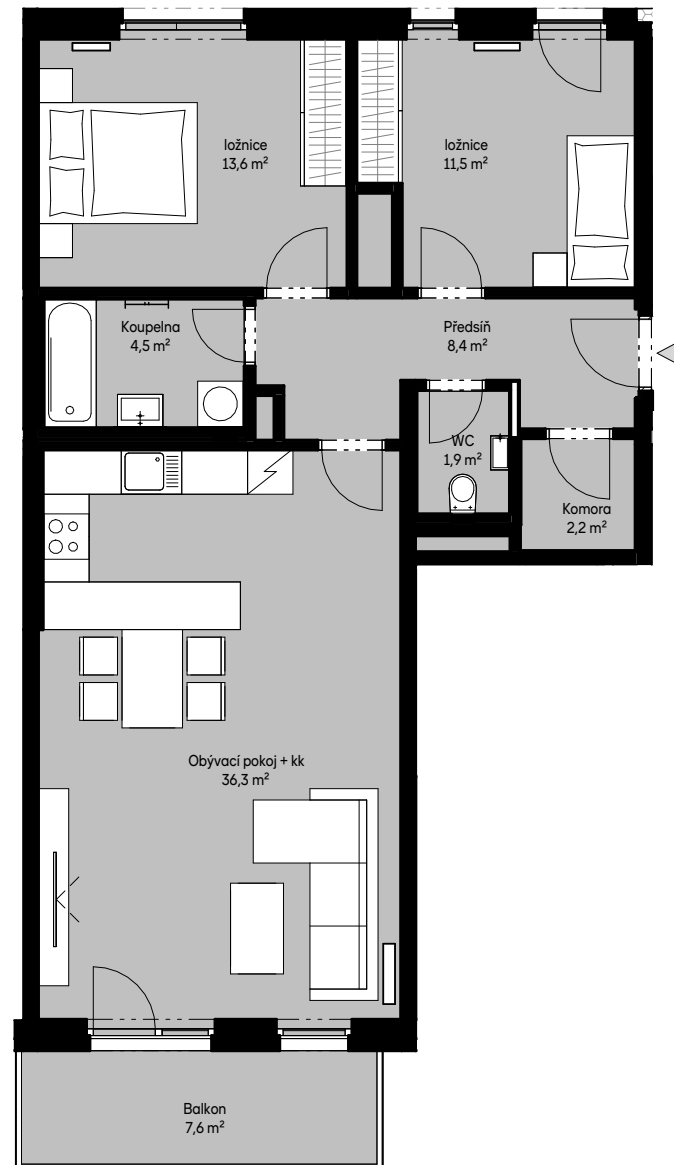 ložnice
13,6 m²
ložnice
11,5 m²
Koupelna
4,5 m²
Předsíň
8,4 m²
WC
1,9 m²
Komora
2,2 m²
Obývací pokoj + kk
36,3 m²
Balkon
7,6 m²